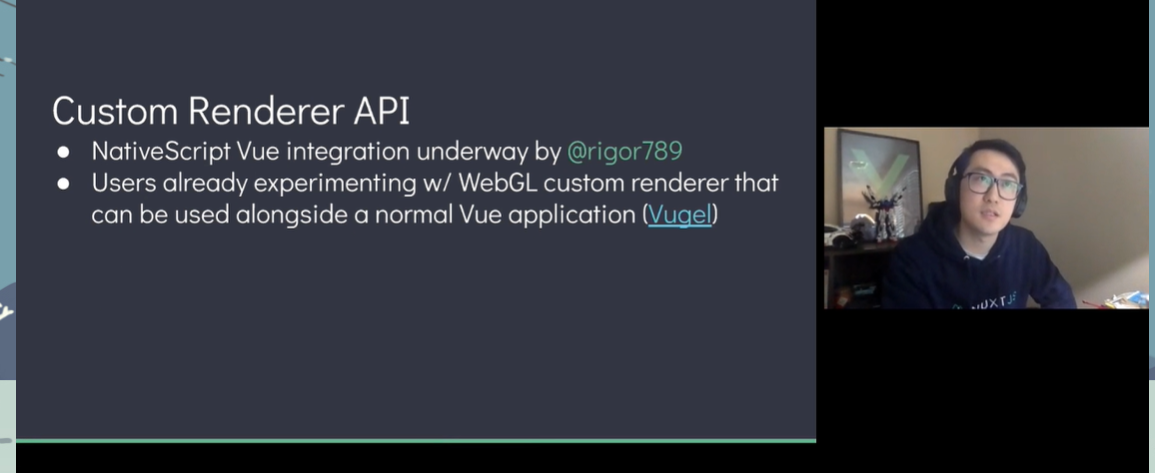 Custom Renderer API
● NativeScript Vue integration underway by @rigor789
● Users already experimenting w/ WebGL custom renderer that
can be used alongside a normal Vue application (Vugel)
NUXTJS